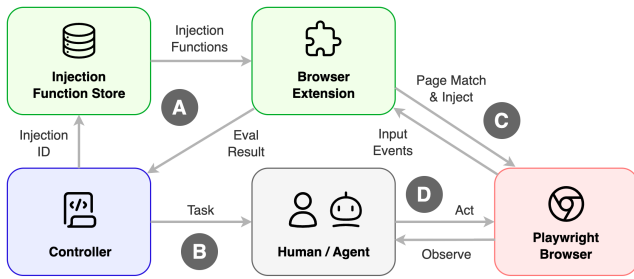 Injection
Functions
Injection
Function Store
Browser
Extension
Page Match
& Inject
A
C
Injection
ID
Eval
Result
Input
Events
D
Task
Act
B
Observe
Controller
Human / Agent
Playwright
Browser